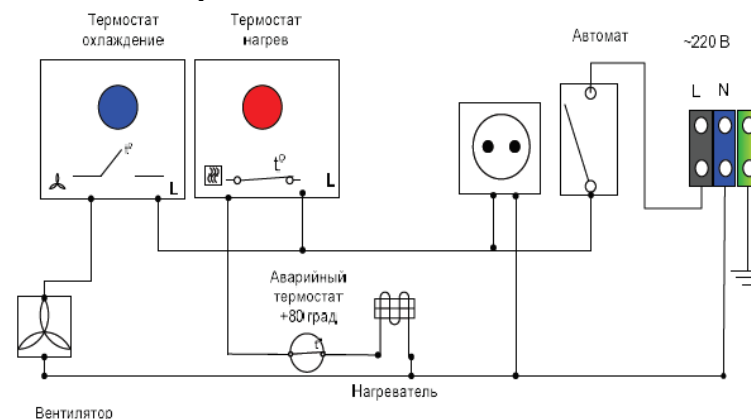 Термостат
охлаждение
Термостат
нагрев
Автомат
~220 В
L N
t°
L
t°
L
Аварийный
термостат
+80 град
t°
Нагреватель
Вентилятор